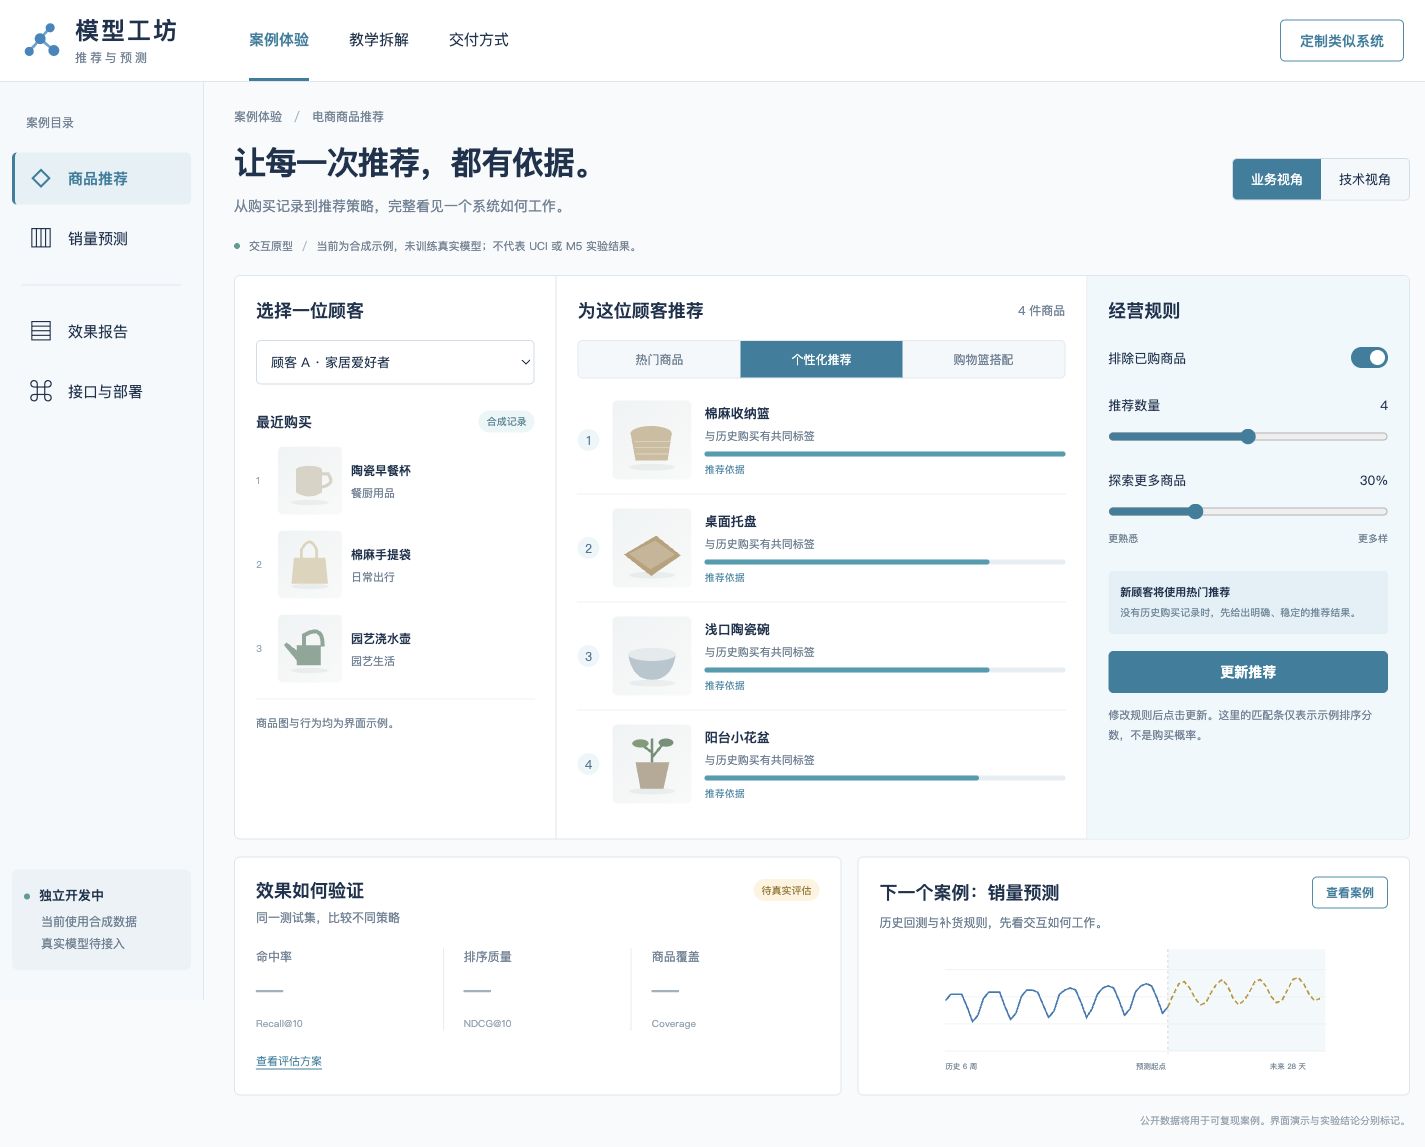 模型工坊
推荐与预测
案例体验
教学拆解
交付方式
定制类似系统
案例目录
商品推荐
销量预测
效果报告
接口与部署
独立开发中
当前使用合成数据
真实模型待接入
案例体验 / 电商商品推荐
让每一次推荐，都有依据。
从购买记录到推荐策略，完整看见一个系统如何工作。
业务视角
技术视角
交互原型 / 当前为合成示例，未训练真实模型；不代表 UCI 或 M5 实验结果。
选择一位顾客
顾客 A · 家居爱好者
最近购买
合成记录
1
陶瓷早餐杯
餐厨用品
2
棉麻手提袋
日常出行
3
园艺浇水壶
园艺生活
商品图与行为均为界面示例。
为这位顾客推荐
4 件商品
热门商品
个性化推荐
购物篮搭配
1
棉麻收纳篮
与历史购买有共同标签
推荐依据
2
桌面托盘
与历史购买有共同标签
推荐依据
3
浅口陶瓷碗
与历史购买有共同标签
推荐依据
4
阳台小花盆
与历史购买有共同标签
推荐依据
经营规则
排除已购商品
推荐数量
4
探索更多商品
30%
更熟悉
更多样
新顾客将使用热门推荐
没有历史购买记录时，先给出明确、稳定的推荐结果。
更新推荐
修改规则后点击更新。这里的匹配条仅表示示例排序分
数，不是购买概率。
效果如何验证
待真实评估
同一测试集，比较不同策略
命中率
—
Recall@10
排序质量
—
NDCG@10
商品覆盖
—
Coverage
查看评估方案
下一个案例：销量预测
查看案例
历史回测与补货规则，先看交互如何工作。
历史 6 周
预测起点
未来 28 天
公开数据将用于可复现案例。界面演示与实验结论分别标记。